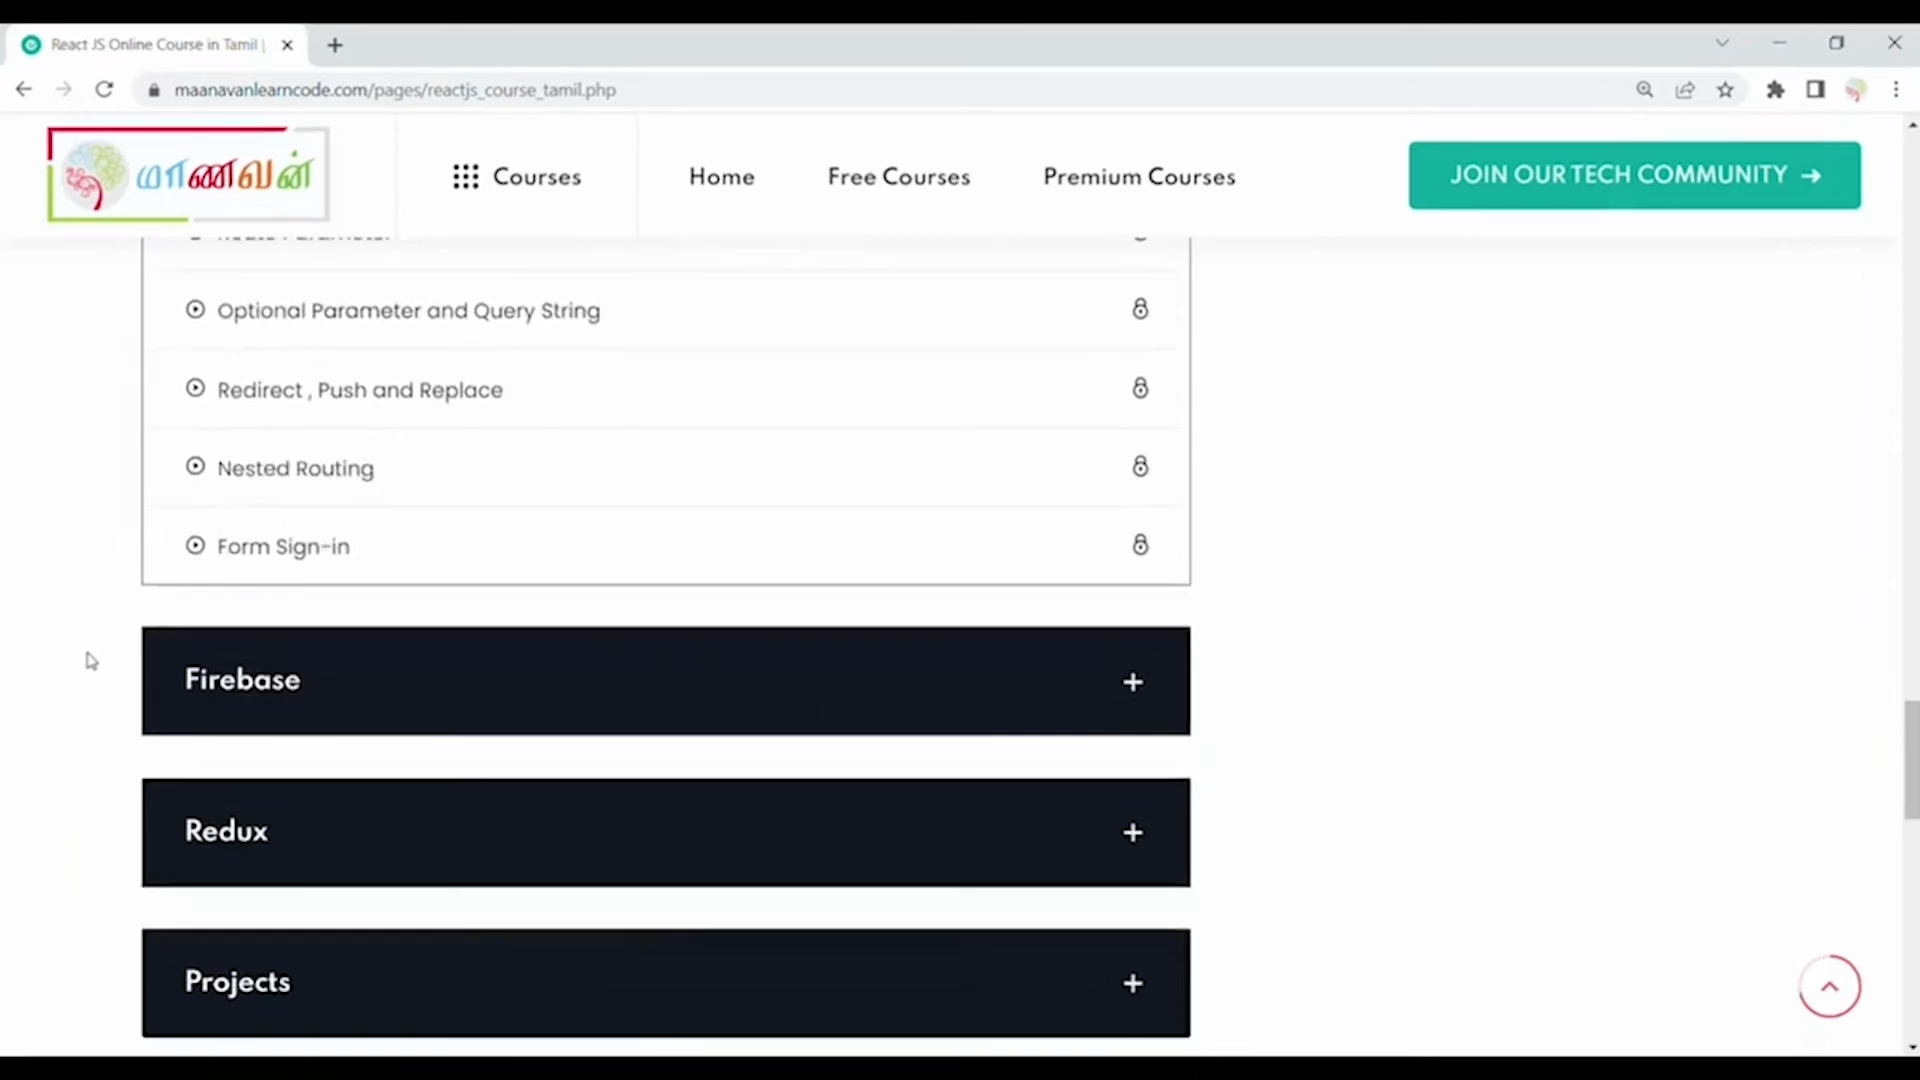 React JS Online Course in Tamil |
maanavanlearncode.com/pages/reactjs_course_tamil.php
மாணவன்
Courses
Home
Free Courses
Premium Courses
JOIN OUR TECH COMMUNITY →
Optional Parameter and Query String
Redirect , Push and Replace
Nested Routing
Form Sign-in
Firebase
+
Redux
+
Projects
+